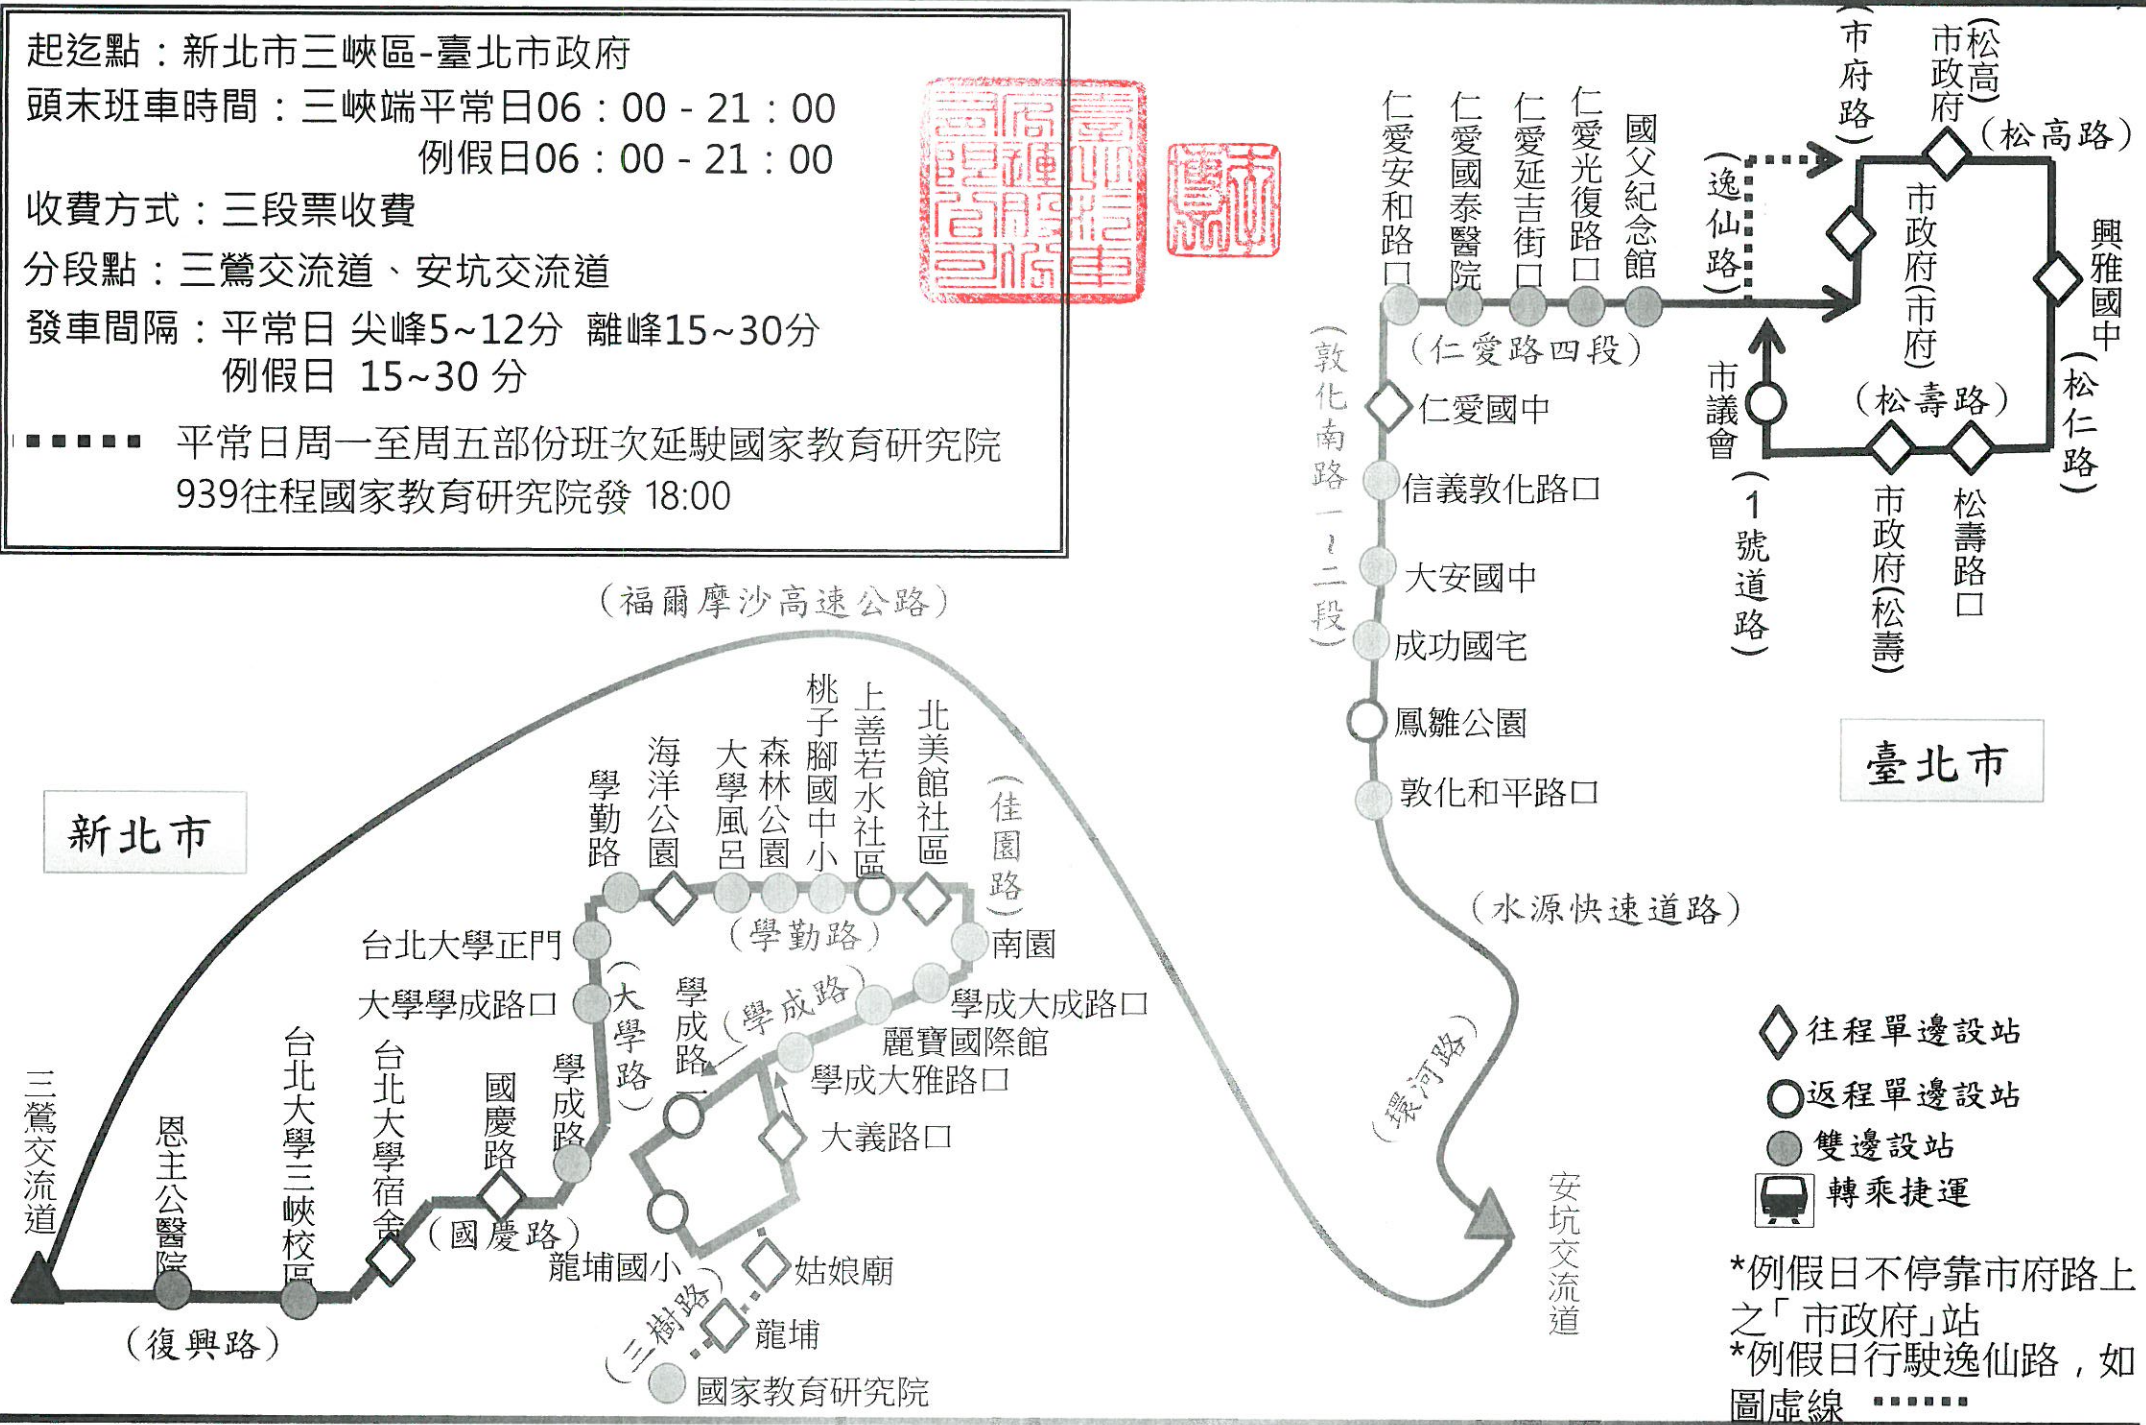 起迄點：新北市三峽區-臺北市政府
頭末班車時間：三峽端平常日06：00 - 21：00
例假日06：00 - 21：00
收費方式：三段票收費
分段點：三鶯交流道、安坑交流道
發車間隔：平常日 尖峰5~12分 離峰15~30分
例假日 15~30 分
平常日周一至周五部份班次延駛國家教育研究院
939往程國家教育研究院發 18:00
仁愛安和路口
仁愛國泰醫院
仁愛延吉街口
仁愛光復路口
國父紀念館
(逸仙路)
(市府路)
市政府(松高)
(松高路)
市政府(市府)
興雅國中
(松仁路)
(松壽路)
市議會
(1號道路)
市政府(松壽)
松壽路口
(仁愛路四段)
(敦化南路一~二段)
仁愛國中
信義敦化路口
大安國中
成功國宅
鳳雛公園
敦化和平路口
臺北市
(水源快速道路)
(環河路)
安坑交流道
(福爾摩沙高速公路)
新北市
學勤路
海洋公園
大學風呂
森林公園
桃子腳國中小
上善若水社區
北美館社區
(佳園路)
(學勤路)
台北大學正門
大學學成路口
(大學路)
南園
學成大成路口
麗寶國際館
學成大雅路口
(學成路)
學成路一
大義路口
三鶯交流道
恩主公醫院
台北大學三峽校區
台北大學宿舍
國慶路
學成路
(國慶路)
(復興路)
龍埔國小
姑娘廟
(三樹路)
龍埔
國家教育研究院
往程單邊設站
返程單邊設站
雙邊設站
轉乘捷運
*例假日不停靠市府路上
之「市政府」站
*例假日行駛逸仙路，如
圖虛線